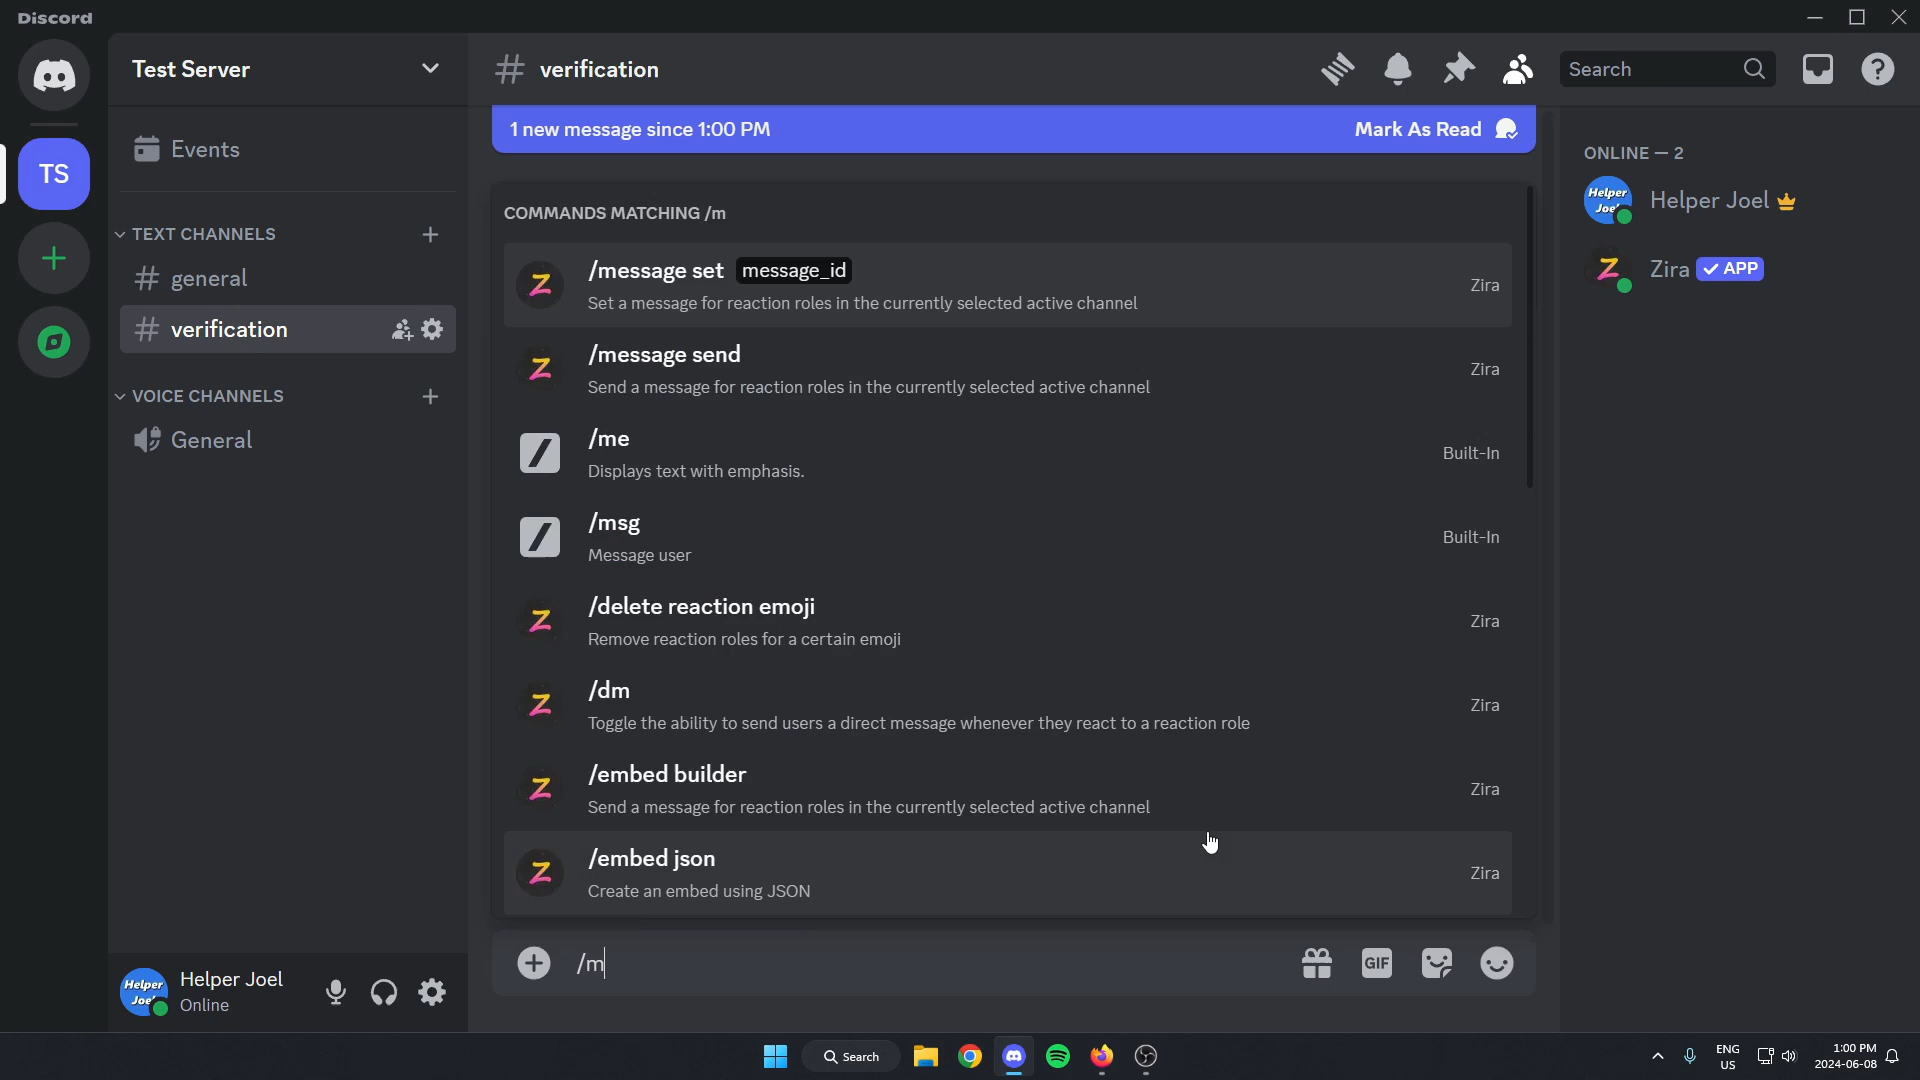 Discord
Test Server
verification
Search
1 new message since 1:00 PM
Mark As Read
TS
Events
TEXT CHANNELS
general
verification
VOICE CHANNELS
General
COMMANDS MATCHING /m
/message set message_id
Set a message for reaction roles in the currently selected active channel
Zira
/message send
Send a message for reaction roles in the currently selected active channel
Zira
/me
Displays text with emphasis.
Built-In
/msg
Message user
Built-In
/delete reaction emoji
Remove reaction roles for a certain emoji
Zira
/dm
Toggle the ability to send users a direct message whenever they react to a reaction role
Zira
/embed builder
Send a message for reaction roles in the currently selected active channel
Zira
/embed json
Create an embed using JSON
Zira
/m
GIF
ONLINE — 2
Helper Joel
Helper Joel
Zira APP
Helper Joel
Helper Joel
Online
Search
ENG
US
1:00 PM
2024-06-08